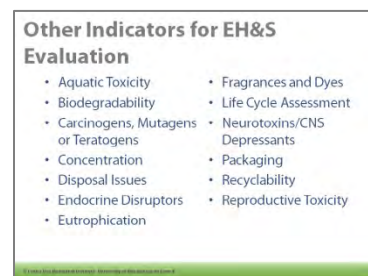 Other Indicators for EH&S
Evaluation
• Aquatic Toxicity
• Biodegradability
• Carcinogens, Mutagens
or Teratogens
• Concentration
• Disposal Issues
• Endocrine Disruptors
• Eutrophication
• Fragrances and Dyes
• Life Cycle Assessment
• Neurotoxins/CNS
Depressants
• Packaging
• Recyclability
• Reproductive Toxicity